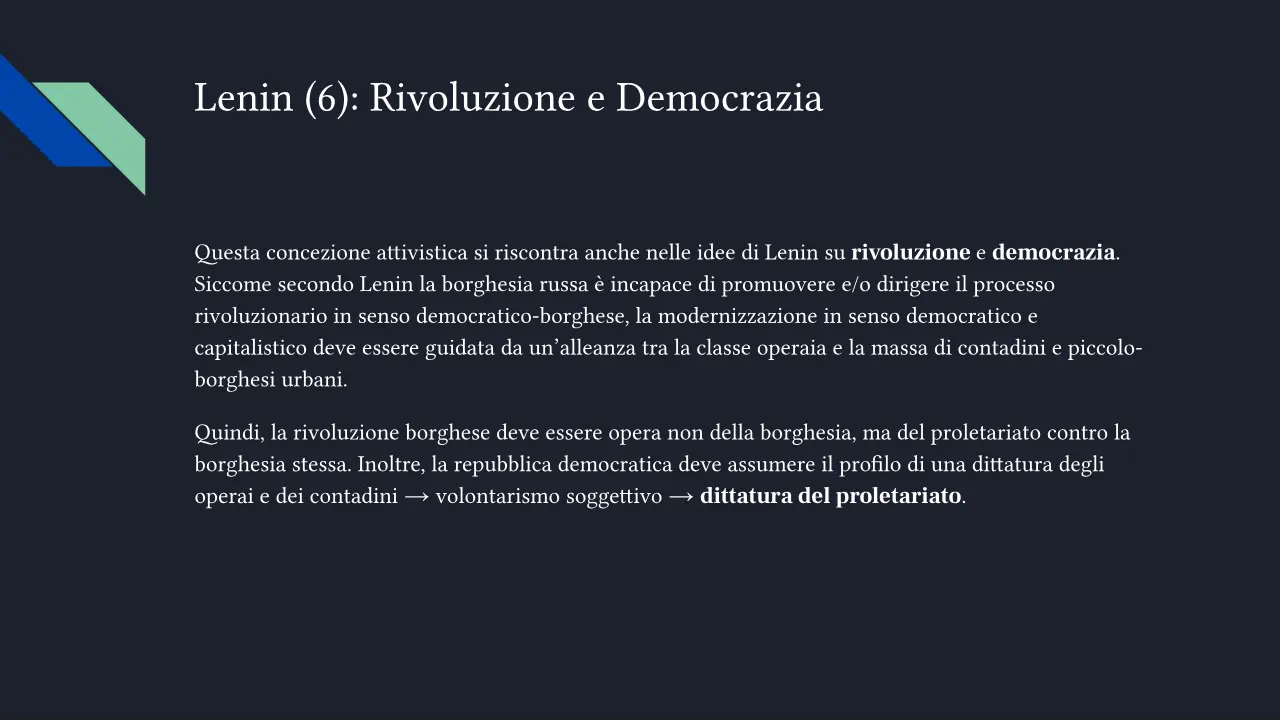 Lenin (6): Rivoluzione e Democrazia
Questa concezione attivistica si riscontra anche nelle idee di Lenin su rivoluzione e democrazia.
Siccome secondo Lenin la borghesia russa è incapace di promuovere e/o dirigere il processo
rivoluzionario in senso democratico-borghese, la modernizzazione in senso democratico e
capitalistico deve essere guidata da un’alleanza tra la classe operaia e la massa di contadini e piccolo-
borghesi urbani.
Quindi, la rivoluzione borghese deve essere opera non della borghesia, ma del proletariato contro la
borghesia stessa. Inoltre, la repubblica democratica deve assumere il profilo di una dittatura degli
operai e dei contadini → volontarismo soggettivo → dittatura del proletariato.